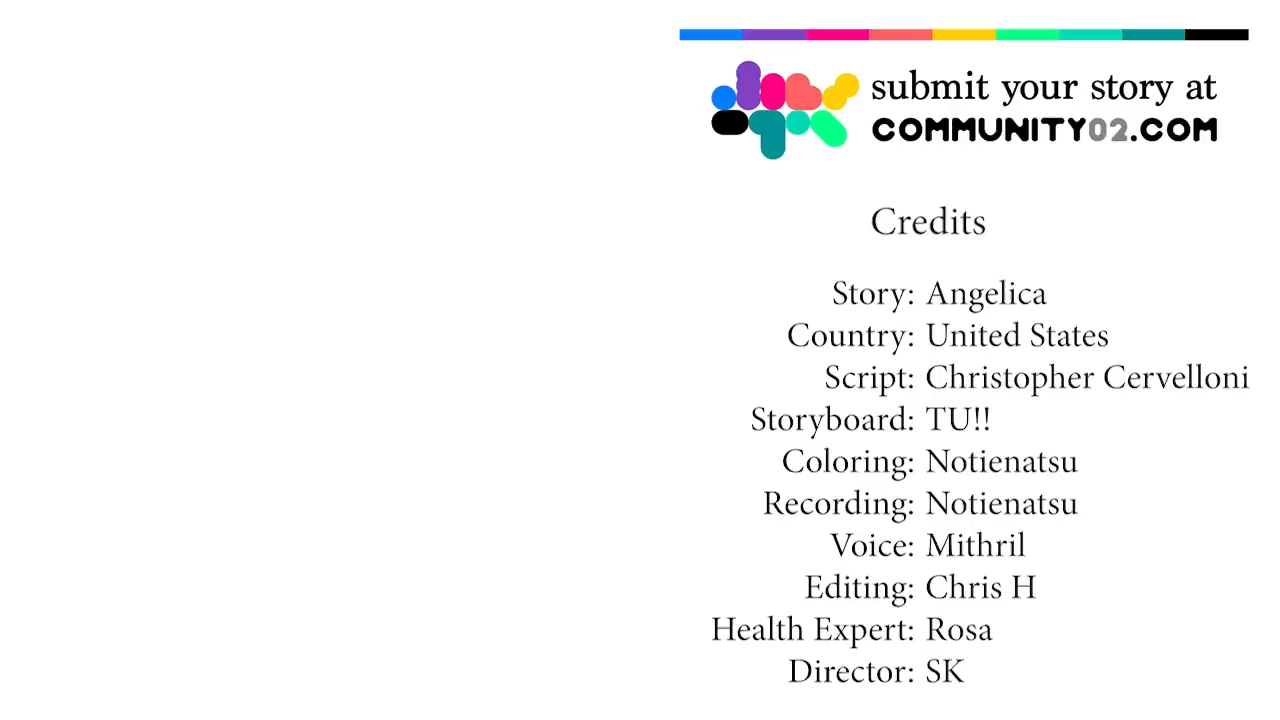 submit your story at
COMMUNITY02.COM
Credits
Story: Angelica
Country: United States
Script: Christopher Cervelloni
Storyboard: TU!!
Coloring: Notienatsu
Recording: Notienatsu
Voice: Mithril
Editing: Chris H
Health Expert: Rosa
Director: SK